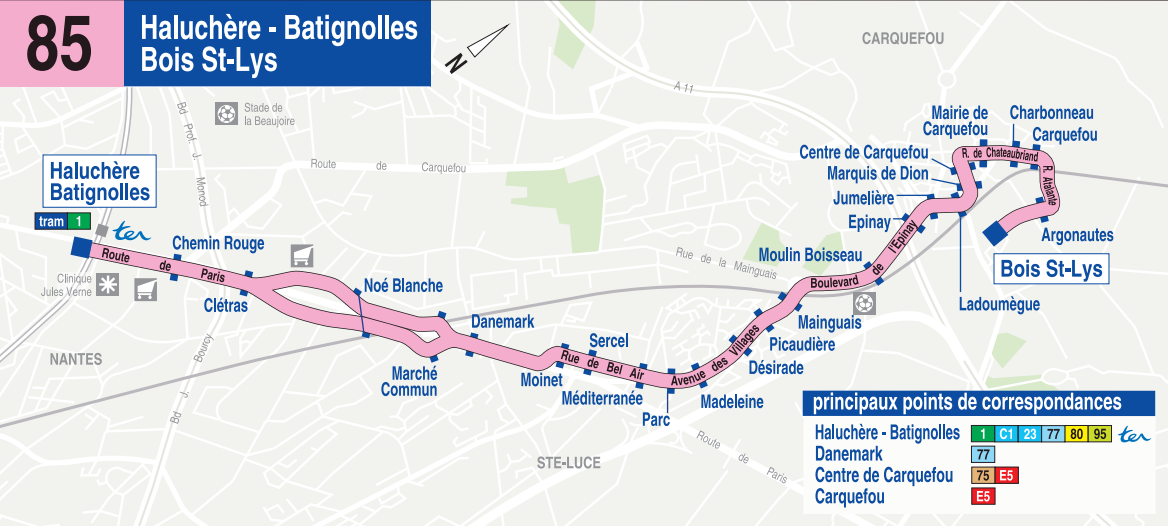 85
Haluchère - Batignolles
Bois St-Lys
N
CARQUEFOU
A 11
Stade de
la Beaujoire
Bd Prof. J. Monod
Route de Carquefou
Mairie de
Carquefou
Charbonneau
Carquefou
Centre de Carquefou
R. de Chateaubriand
Marquis de Dion
R. Atalante
Haluchère
Batignolles
Jumelière
Epinay
tram 1
ter
Chemin Rouge
Argonautes
Route de Paris
Moulin Boisseau
Rue de la Mainguais
Boulevard de l'Epinay
Bois St-Lys
Clinique
Jules Verne
Noé Blanche
Clétras
Ladoumègue
Danemark
Mainguais
Sercel
Picaudière
NANTES
Bd J. Bourcy
Rue de Bel Air
Avenue des Villages
Désirade
Marché
Commun
Moinet
Méditerranée
Madeleine
Parc
Route de Paris
STE-LUCE
principaux points de correspondances
Haluchère - Batignolles 1 C1 23 77 80 95 ter
Danemark 77
Centre de Carquefou 75 E5
Carquefou E5